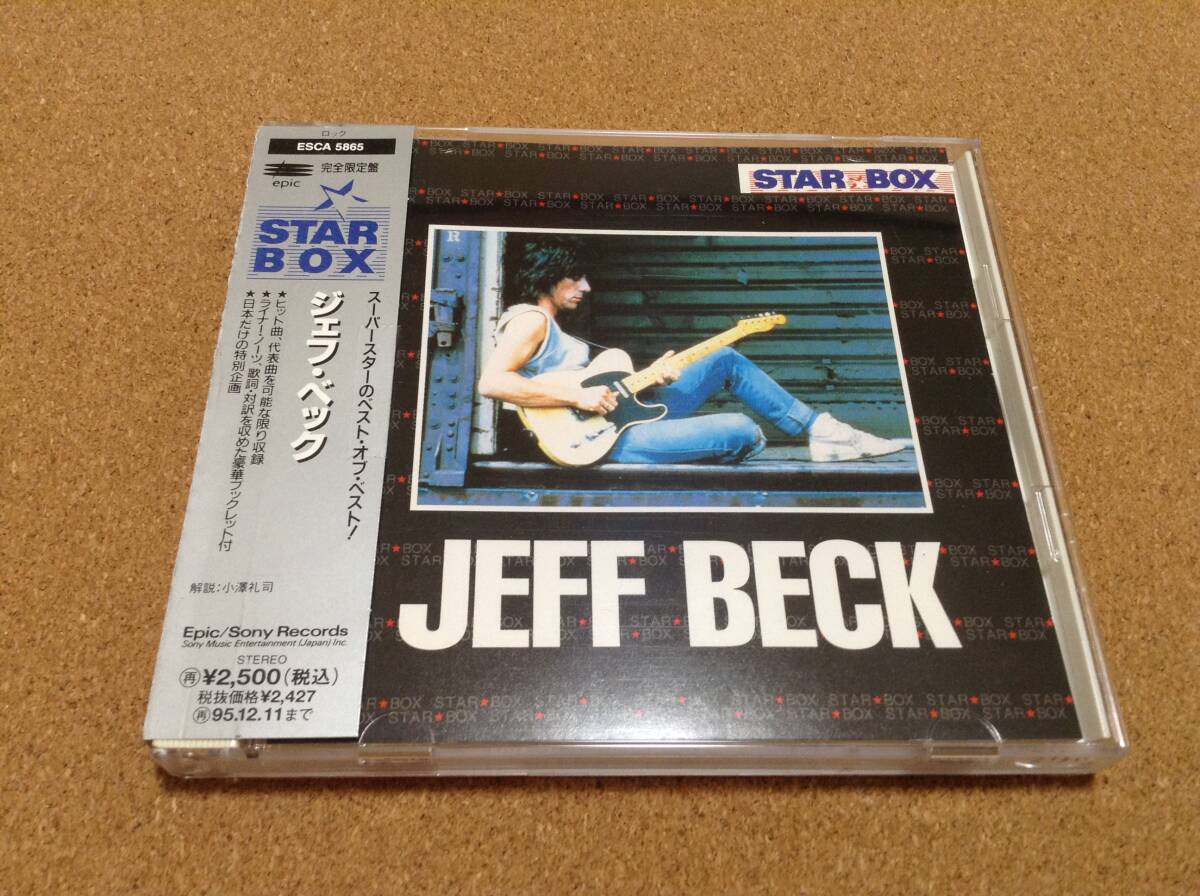 ロック
ESCA 5865
epic
完全限定盤
STAR
BOX
スーパースターのベスト・オブ・ベスト!
ジェフ・ベック
★ヒット曲、代表曲を可能な限り収録
★ライナー・ノーツ、歌詞・対訳を収めた豪華ブックレット付
★日本だけの特別企画
解説:小澤礼司
Epic/Sony Records
Sony Music Entertainment (Japan) Inc.
STEREO
再¥2,500(税込)
税抜価格¥2,427
再95.12.11まで
STAR★BOX
R
JEFF BECK